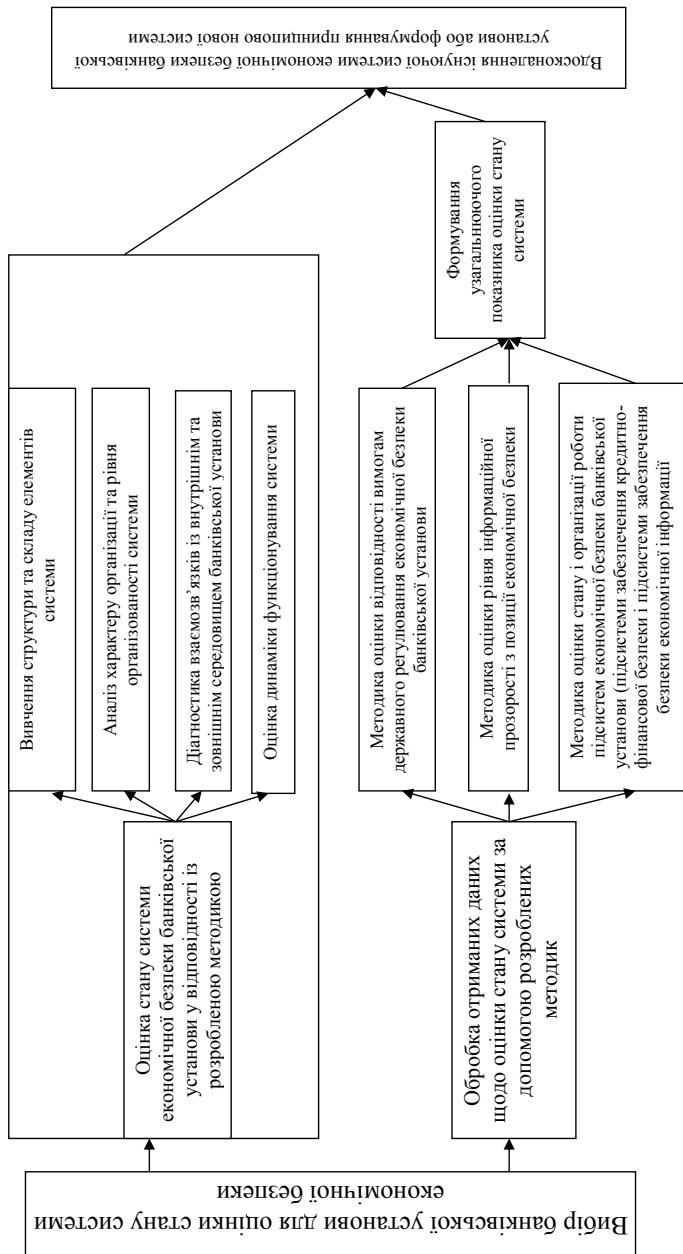 Вибір банківської установи для оцінки стану системи
економічної безпеки
Оцінка стану системи
економічної безпеки банківської
установи у відповідності із
розробленою методикою
Вивчення структури та складу елементів
системи
Аналіз характеру організації та рівня
організованості системи
Діагностика взаємозв’язків із внутрішнім та
зовнішнім середовищем банківської установи
Оцінка динаміки функціонування системи
Обробка отриманих даних
щодо оцінки стану системи за
допомогою розроблених
методик
Методика оцінки відповідності вимогам
державного регулювання економічної безпеки
банківської установи
Методика оцінки рівня інформаційної
прозорості з позиції економічної безпеки
Методика оцінки стану і організації роботи
підсистем економічної безпеки банківської
установи (підсистеми забезпечення кредитно-
фінансової безпеки і підсистеми забезпечення
безпеки економічної інформації
Формування
узагальнюючого
показника оцінки стану
системи
Вдосконалення існуючої системи економічної безпеки банківської
установи або формування принципово нової системи